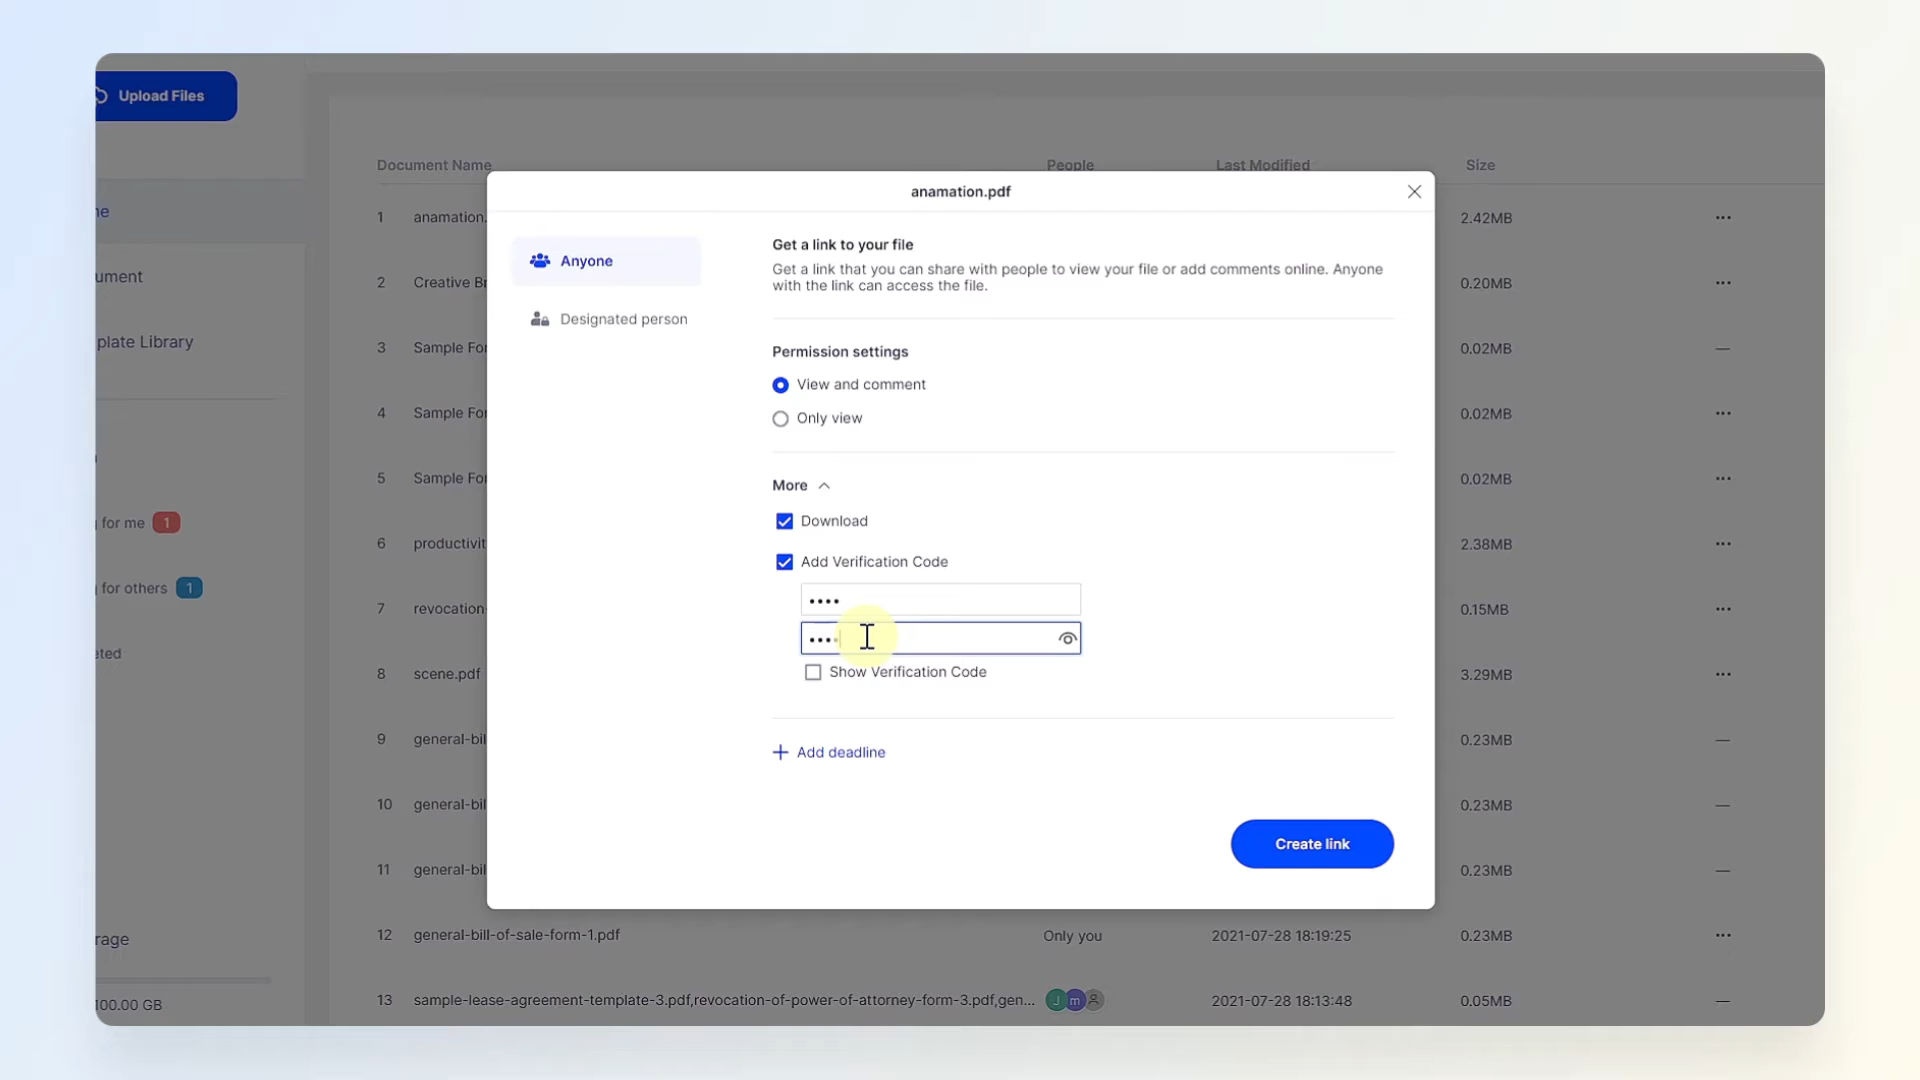 Upload Files
Document Name People Last Modified Size
anamation.pdf
1 anamation. 2.42MB
Anyone
Get a link to your file
Get a link that you can share with people to view your file or add comments online. Anyone
with the link can access the file.
ument
2 Creative Br 0.20MB
Designated person
plate Library
3 Sample For 0.02MB
Permission settings
View and comment
4 Sample For 0.02MB
Only view
5 Sample For 0.02MB
More
for me 1
Download
6 productivit 2.38MB
Add Verification Code
for others 1
7 revocation- 0.15MB
eted
8 scene.pdf 3.29MB
Show Verification Code
9 general-bil 0.23MB
Add deadline
10 general-bil 0.23MB
Create link
11 general-bil 0.23MB
rage
12 general-bill-of-sale-form-1.pdf Only you 2021-07-28 18:19:25 0.23MB
100.00 GB
13 sample-lease-agreement-template-3.pdf,revocation-of-power-of-attorney-form-3.pdf,gen... J m 2021-07-28 18:13:48 0.05MB